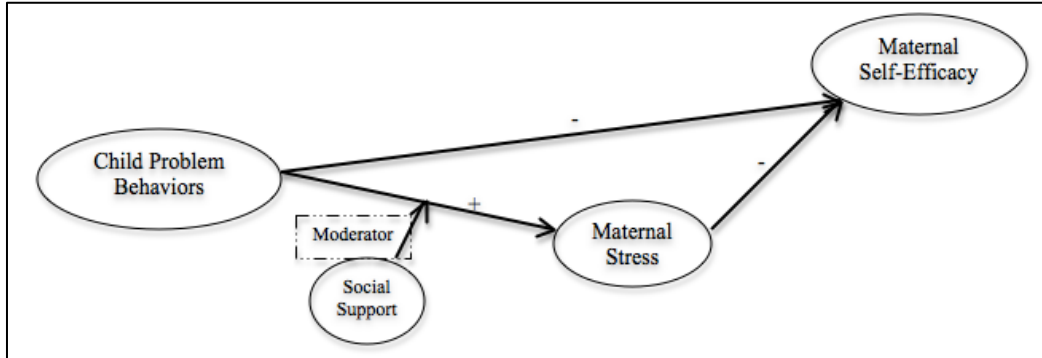 Maternal
Self-Efficacy
-
Child Problem
Behaviors
-
+
Moderator
Maternal
Stress
Social
Support